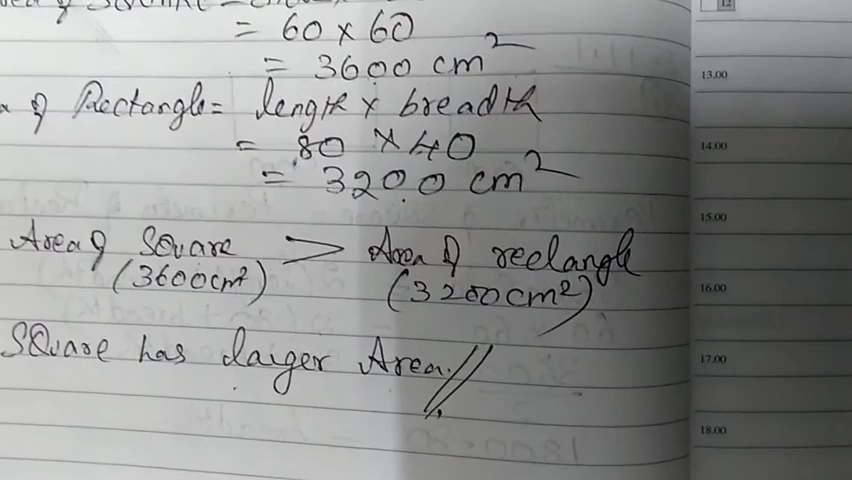 = 60 × 60
= 3600 cm²
Rectangle = length × breadth
= 80 × 40
= 3200 cm²
Area of Square > Area of rectangle
(3600cm²) (3200cm²)
Square has larger Area.//
12
13.00
14.00
15.00
16.00
17.00
18.00